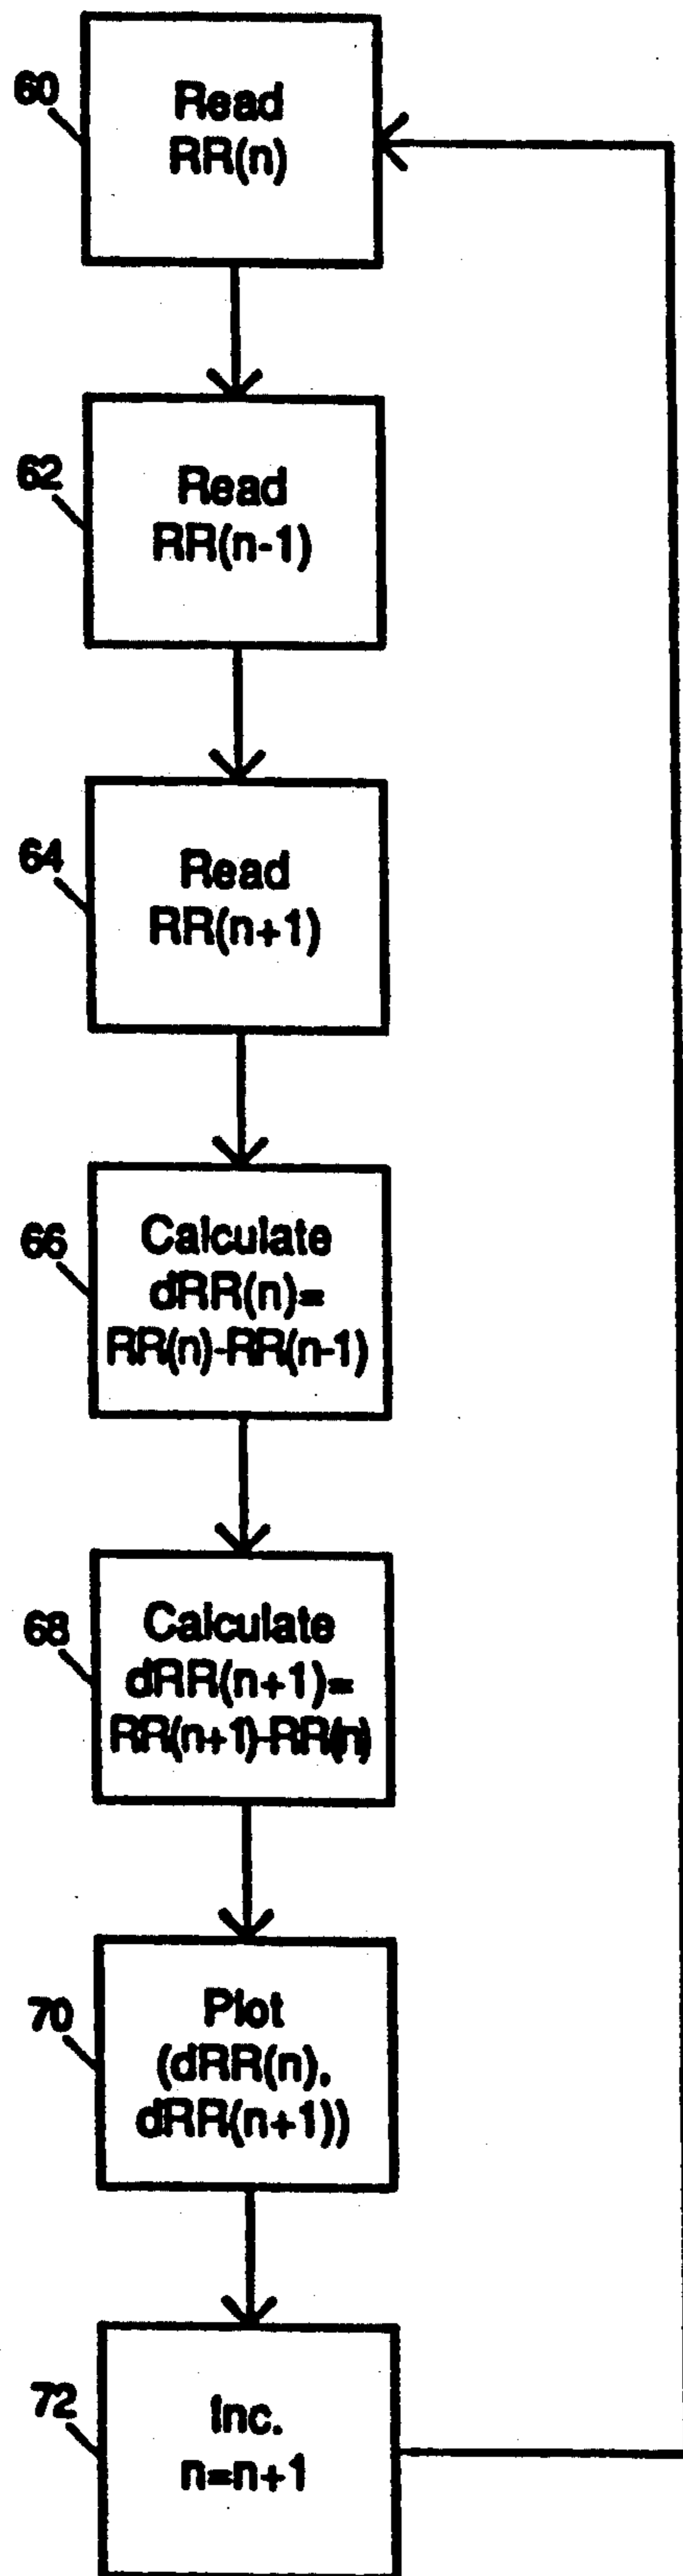 60
Read
RR(n)
62
Read
RR(n-1)
64
Read
RR(n+1)
66
Calculate
dRR(n)=
RR(n)-RR(n-1)
68
Calculate
dRR(n+1)=
RR(n+1)-RR(n)
70
Plot
(dRR(n),
dRR(n+1))
72
Inc.
n=n+1